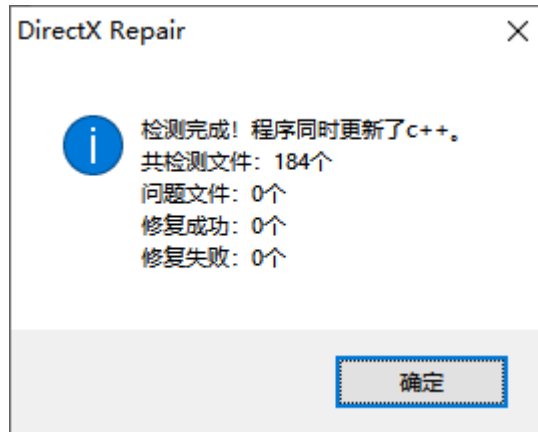 DirectX Repair
检测完成！程序同时更新了c++。
共检测文件：184个
问题文件：0个
修复成功：0个
修复失败：0个
确定